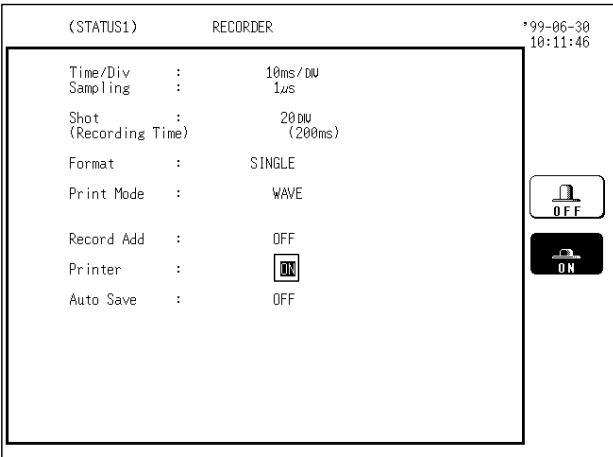 (STATUS1) RECORDER '99-06-30
10:11:46
Time/Div : 10ms/DIV
Sampling : 1µs
Shot : 20DIV
(Recording Time) (200ms)
Format : SINGLE
Print Mode : WAVE
OFF
Record Add : OFF
Printer : ON
ON
Auto Save : OFF